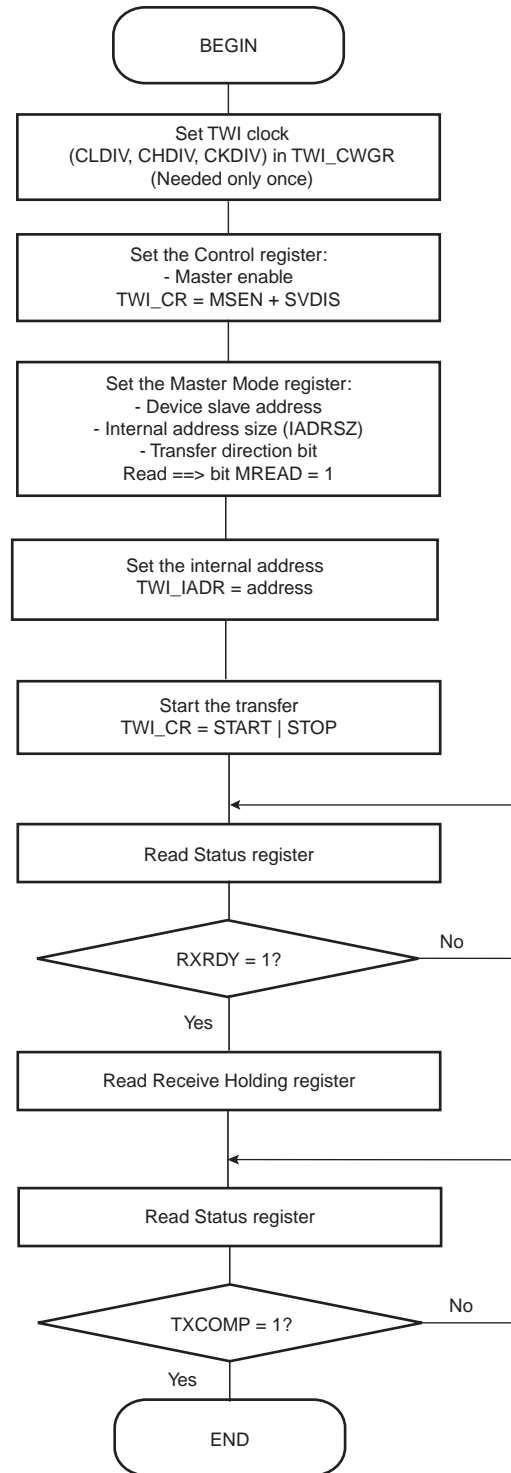 BEGIN
Set TWI clock
(CLDIV, CHDIV, CKDIV) in TWI_CWGR
(Needed only once)
Set the Control register:
- Master enable
TWI_CR = MSEN + SVDIS
Set the Master Mode register:
- Device slave address
- Internal address size (IADRSZ)
- Transfer direction bit
Read ==> bit MREAD = 1
Set the internal address
TWI_IADR = address
Start the transfer
TWI_CR = START | STOP
Read Status register
RXRDY = 1?
No
Yes
Read Receive Holding register
Read Status register
TXCOMP = 1?
No
Yes
END